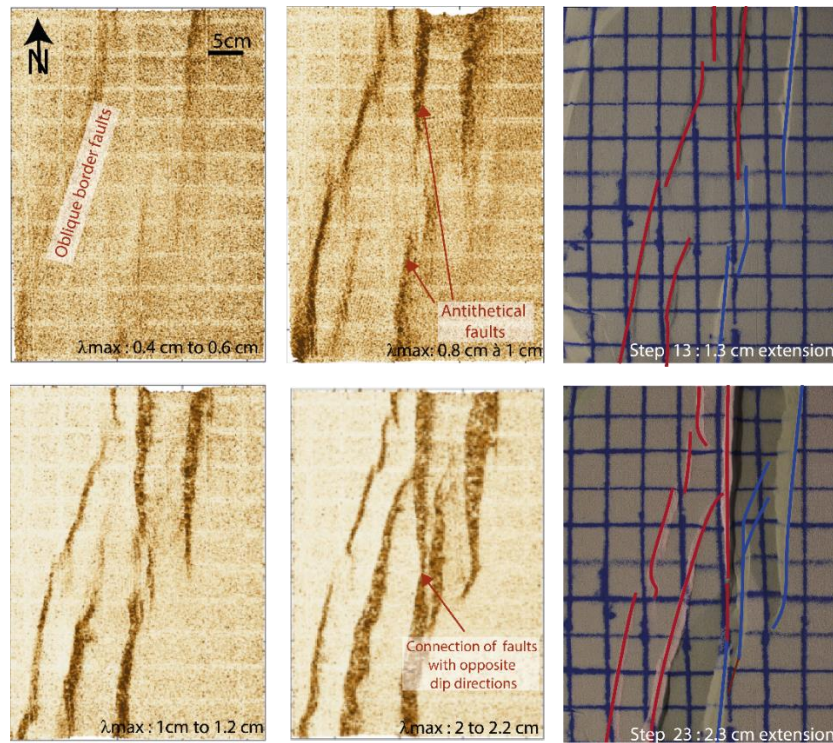 N
5cm
Oblique border faults
λmax : 0.4 cm to 0.6 cm
Antithetical
faults
λmax: 0.8 cm à 1 cm
Step 13 : 1.3 cm extension
λmax : 1cm to 1.2 cm
Connection of faults
with opposite
dip directions
λmax : 2 to 2.2 cm
Step 23 : 2.3 cm extension